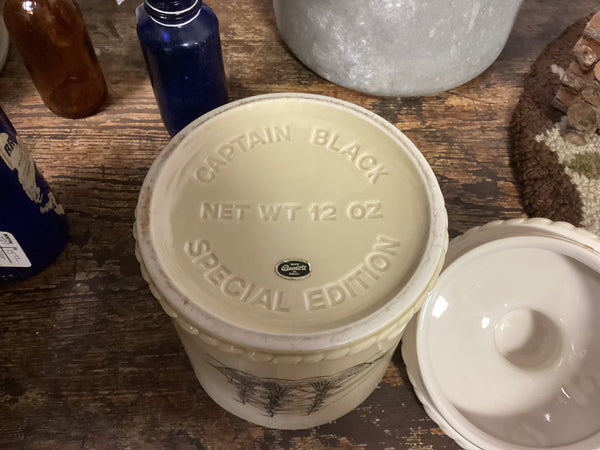 CAPTAIN BLACK
NET WT 12 OZ
SPECIAL EDITION